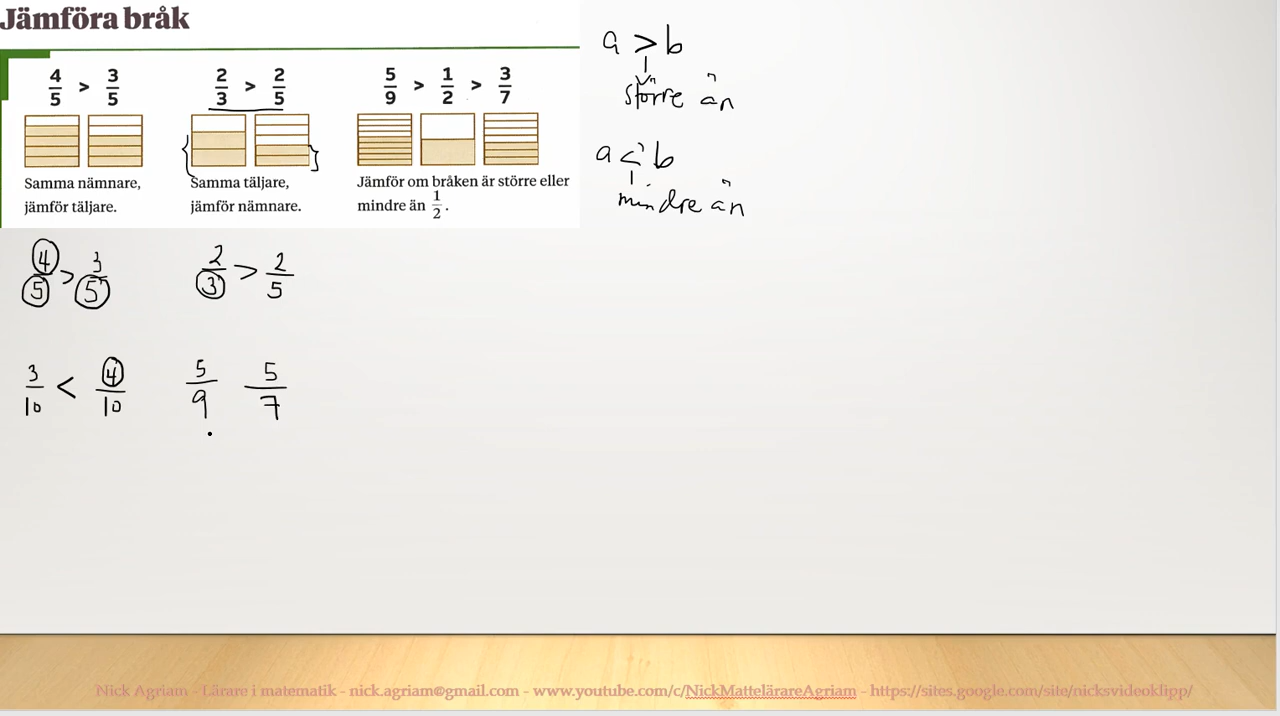 Jämföra bråk
4/5 > 3/5
2/3 > 2/5
5/9 > 1/2 > 3/7
Samma nämnare,
jämför täljare.
Samma täljare,
jämför nämnare.
Jämför om bråken är större eller
mindre än 1/2.
a > b
större än
a < b
mindre än
4/5 > 3/5
2/3 > 2/5
3/10 < 4/10
5/9 5/7
Nick Agriam - Lärare i matematik - nick.agriam@gmail.com - www.youtube.com/c/NickMattelärareAgriam - https://sites.google.com/site/nicksvideoklipp/